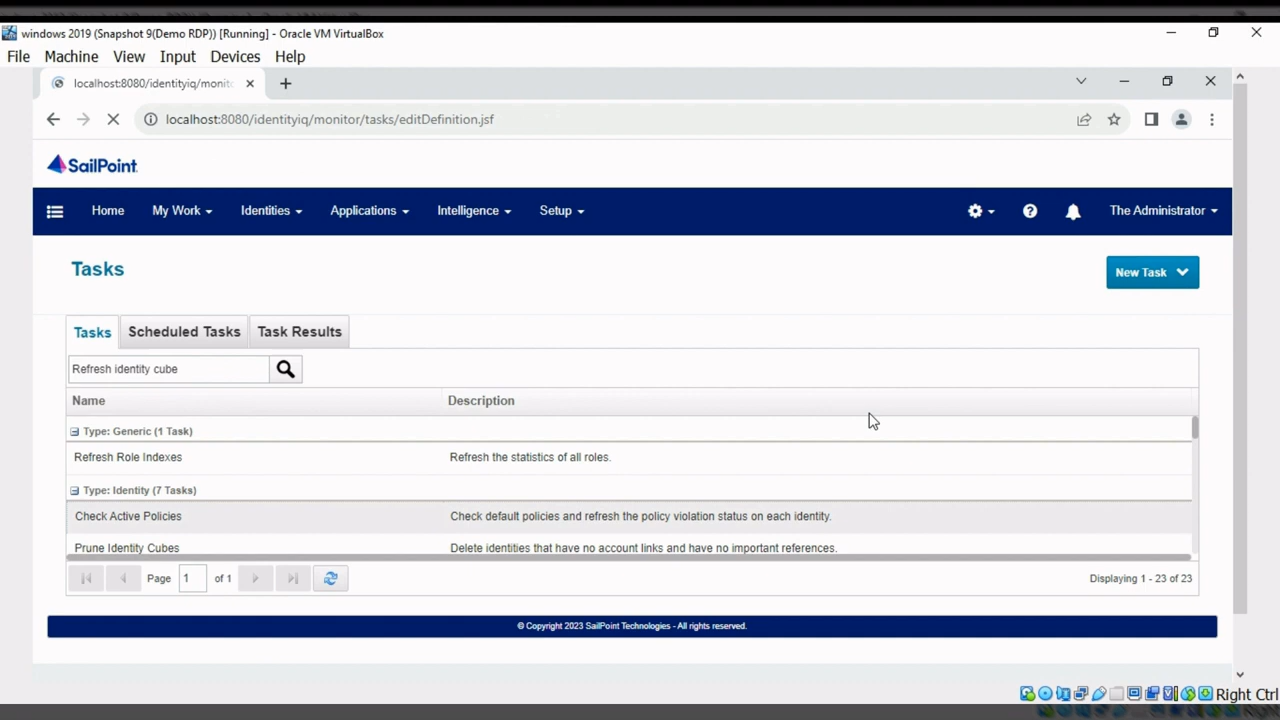 windows 2019 (Snapshot 9(Demo RDP)) [Running] - Oracle VM VirtualBox
File Machine View Input Devices Help
localhost:8080/identityiq/monito
localhost:8080/identityiq/monitor/tasks/editDefinition.jsf
SailPoint
Home My Work Identities Applications Intelligence Setup The Administrator
Tasks
New Task
Tasks Scheduled Tasks Task Results
Refresh identity cube
Name Description
Type: Generic (1 Task)
Refresh Role Indexes Refresh the statistics of all roles.
Type: Identity (7 Tasks)
Check Active Policies Check default policies and refresh the policy violation status on each identity.
Prune Identity Cubes Delete identities that have no account links and have no important references.
Page 1 of 1 Displaying 1 - 23 of 23
© Copyright 2023 SailPoint Technologies - All rights reserved.
Right Ctrl